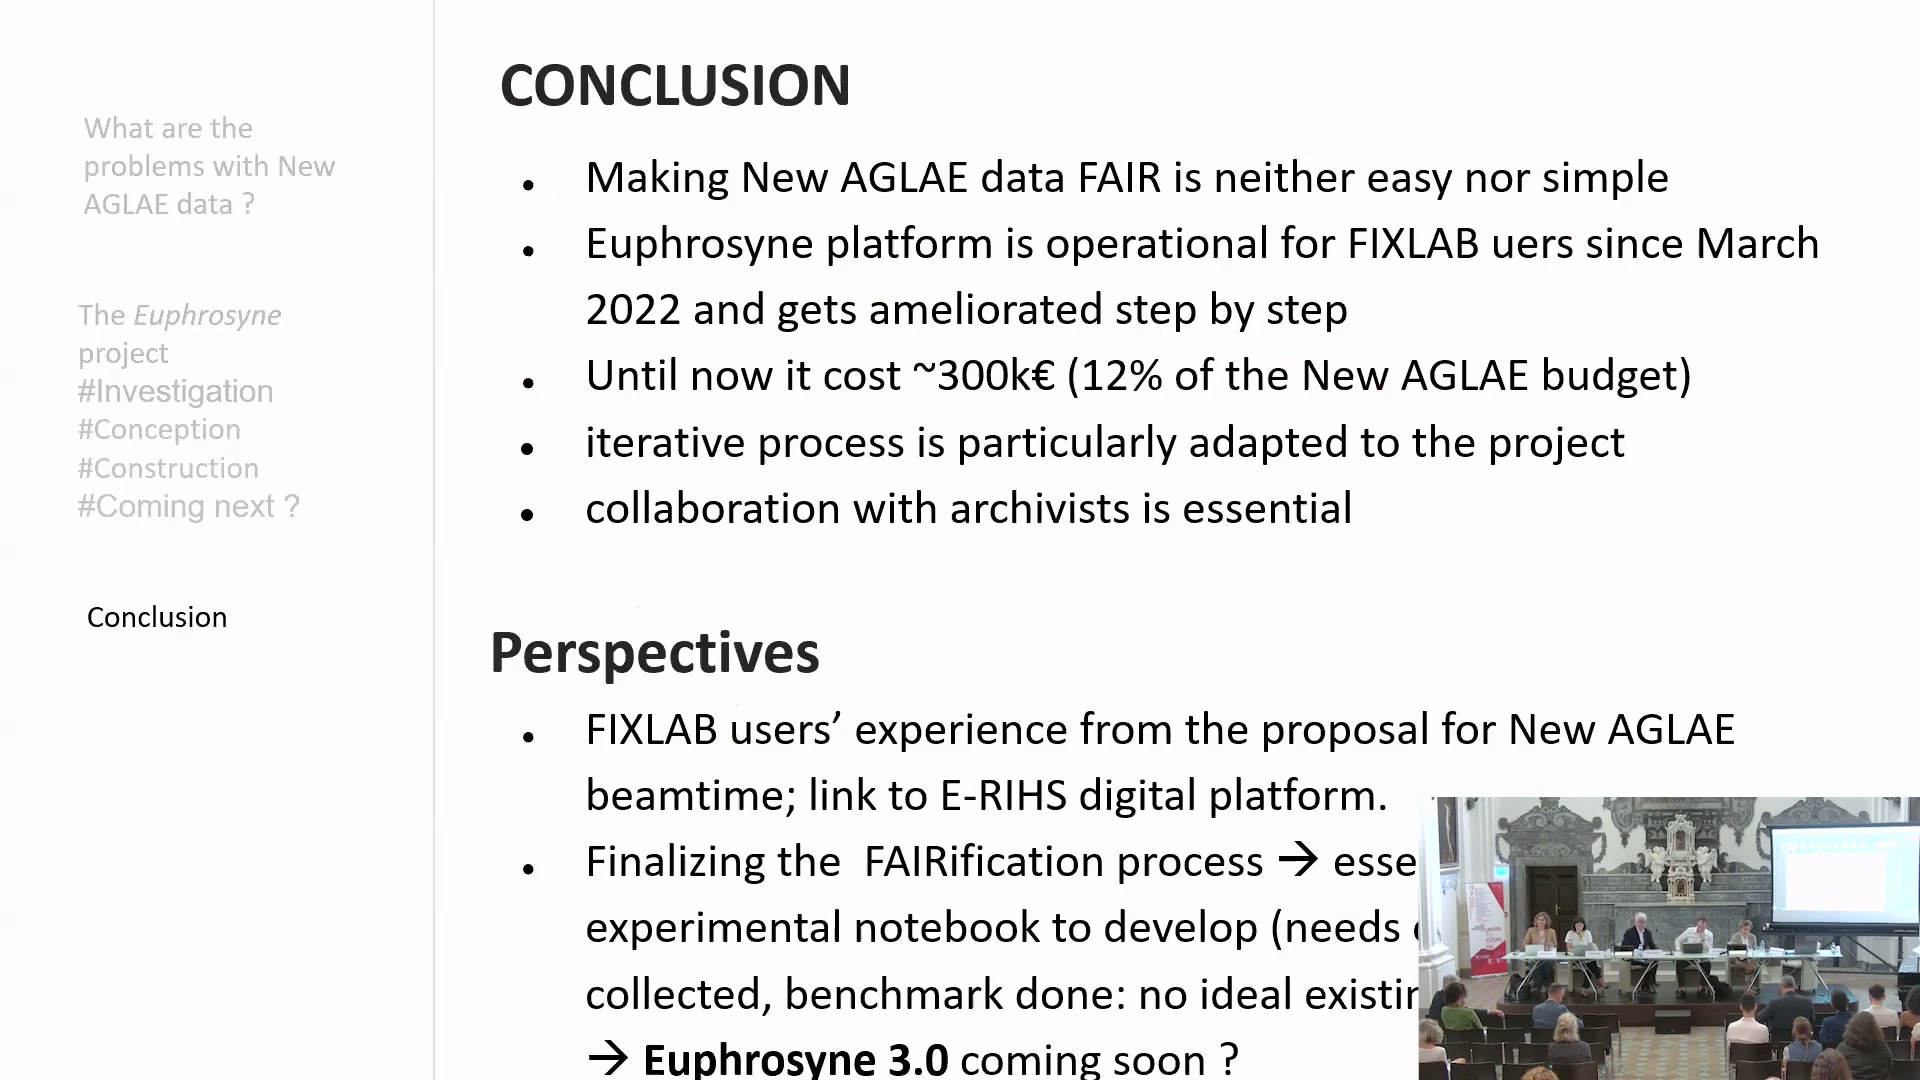 What are the
problems with New
AGLAE data ?
The Euphrosyne
project
#Investigation
#Conception
#Construction
#Coming next ?
Conclusion
CONCLUSION
• Making New AGLAE data FAIR is neither easy nor simple
• Euphrosyne platform is operational for FIXLAB uers since March
2022 and gets ameliorated step by step
• Until now it cost ~300k€ (12% of the New AGLAE budget)
• iterative process is particularly adapted to the project
• collaboration with archivists is essential
Perspectives
• FIXLAB users’ experience from the proposal for New AGLAE
beamtime; link to E-RIHS digital platform.
• Finalizing the FAIRification process →
experimental notebook to develop (needs
collected, benchmark done: no ideal
→ Euphrosyne 3.0 coming soon ?